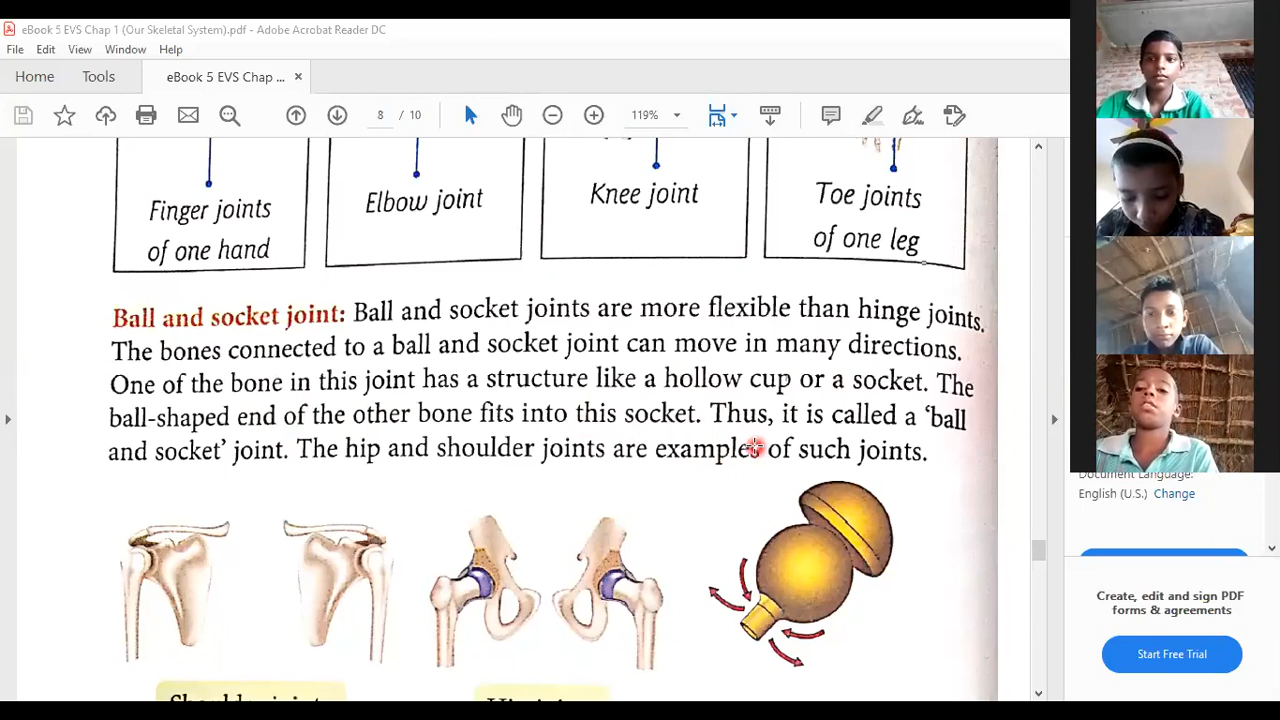 eBook 5 EVS Chap 1 (Our Skeletal System).pdf - Adobe Acrobat Reader DC
File Edit View Window Help
Home Tools eBook 5 EVS Chap ... ×
8 / 10 119%
Finger joints
of one hand
Elbow joint
Knee joint
Toe joints
of one leg
Ball and socket joint: Ball and socket joints are more flexible than hinge joints.
The bones connected to a ball and socket joint can move in many directions.
One of the bone in this joint has a structure like a hollow cup or a socket. The
ball-shaped end of the other bone fits into this socket. Thus, it is called a ‘ball
and socket’ joint. The hip and shoulder joints are examples of such joints.
Document Language:
English (U.S.) Change
Create, edit and sign PDF
forms & agreements
Start Free Trial